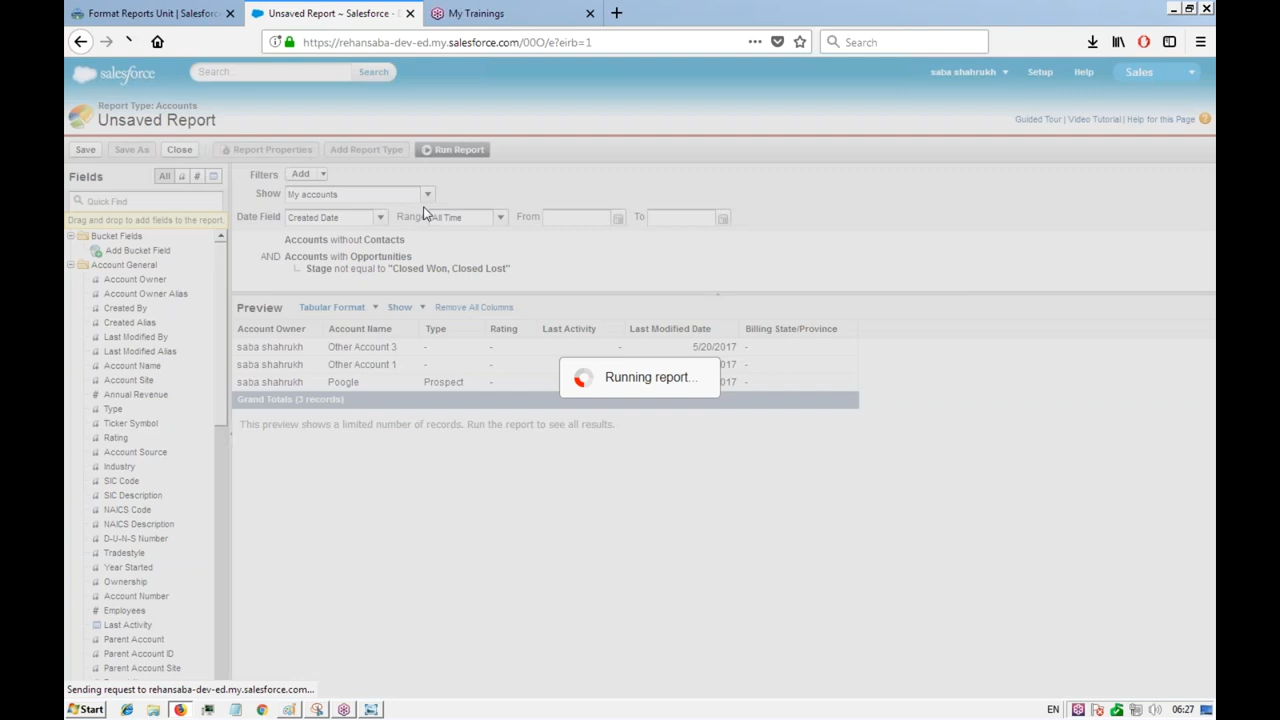 Format Reports Unit | Salesforc
Unsaved Report ~ Salesforce - D
My Trainings
https://rehansaba-dev-ed.my.salesforce.com/00O/e?eirb=1
Search
salesforce
Search...
Search
saba shahrukh
Setup
Help
Sales
Report Type: Accounts
Unsaved Report
Guided Tour | Video Tutorial | Help for this Page
Save
Save As
Close
Report Properties
Add Report Type
Run Report
Fields
All
#
Filters
Add
Quick Find
Show
My accounts
Drag and drop to add fields to the report.
Date Field
Created Date
Range
All Time
From
To
Bucket Fields
Add Bucket Field
Account General
Account Owner
Account Owner Alias
Created By
Created Alias
Last Modified By
Last Modified Alias
Account Name
Account Site
# Annual Revenue
Type
Ticker Symbol
Rating
Account Source
Industry
SIC Code
SIC Description
NAICS Code
NAICS Description
D-U-N-S Number
Tradestyle
Year Started
Ownership
Account Number
# Employees
Last Activity
Parent Account
Parent Account ID
Parent Account Site
Accounts without Contacts
AND Accounts with Opportunities
Stage not equal to "Closed Won, Closed Lost"
Preview
Tabular Format
Show
Remove All Columns
Account Owner Account Name Type Rating Last Activity Last Modified Date Billing State/Province
saba shahrukh Other Account 3 - - - 5/20/2017 -
saba shahrukh Other Account 1 - - 017 -
saba shahrukh Poogle Prospect - 017 -
Grand Totals (3 records)
Running report...
This preview shows a limited number of records. Run the report to see all results.
Sending request to rehansaba-dev-ed.my.salesforce.com...
Start
EN
06:27